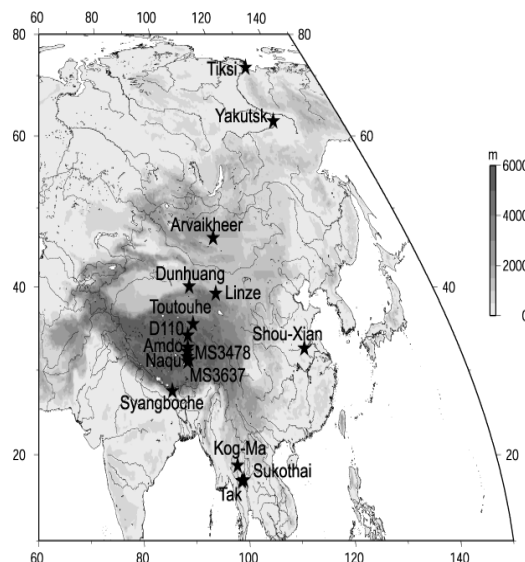 80 100 120 140
80 80
Tiksi
Yakutsk
60 60
m
6000
4000
2000
0
Arvaikheer
Dunhuang
Linze
40 40
Toutouhe
D110
Shou-Xian
Amdo
MS3478
Naqu
MS3637
Syangboche
Kog-Ma
20 20
Sukothai
Tak
60 80 100 120 140